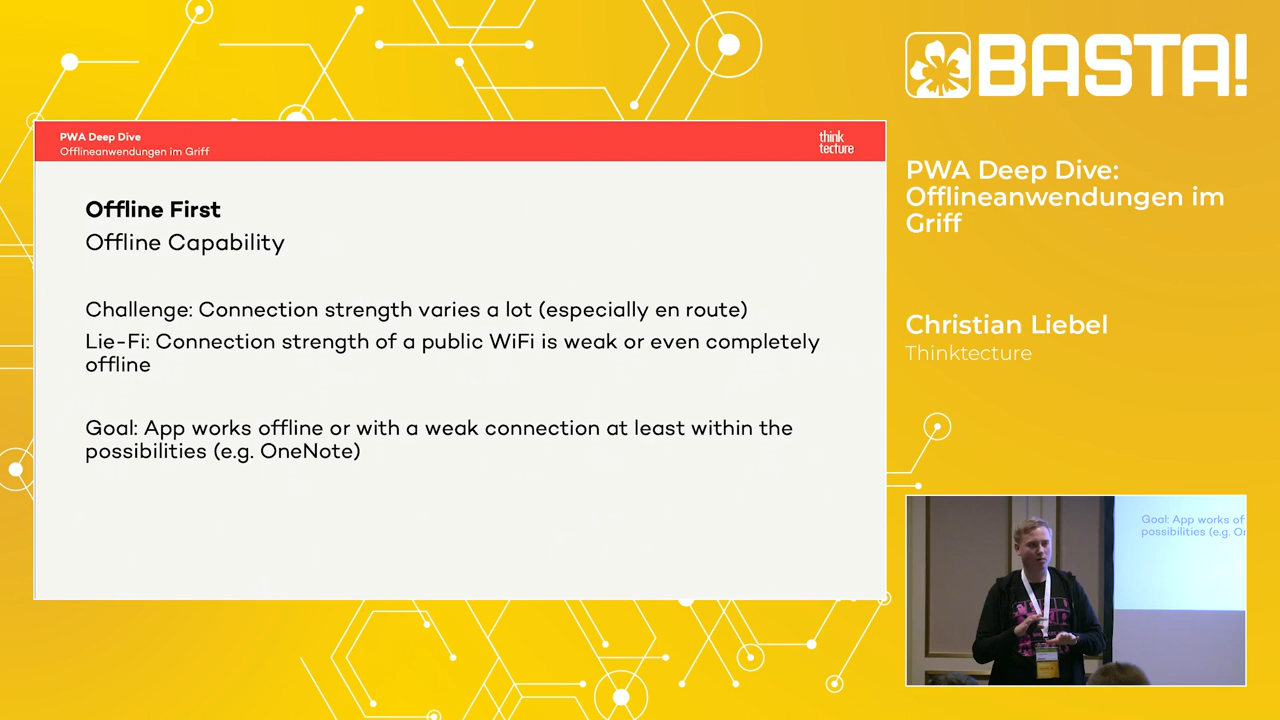 PWA Deep Dive
Offlineanwendungen im Griff
think
tecture
Offline First
Offline Capability
Challenge: Connection strength varies a lot (especially en route)
Lie-Fi: Connection strength of a public WiFi is weak or even completely
offline
Goal: App works offline or with a weak connection at least within the
possibilities (e.g. OneNote)
BASTA!
PWA Deep Dive:
Offlineanwendungen im
Griff
Christian Liebel
Thinktecture
Goal: App works of
possibilities (e.g. Or